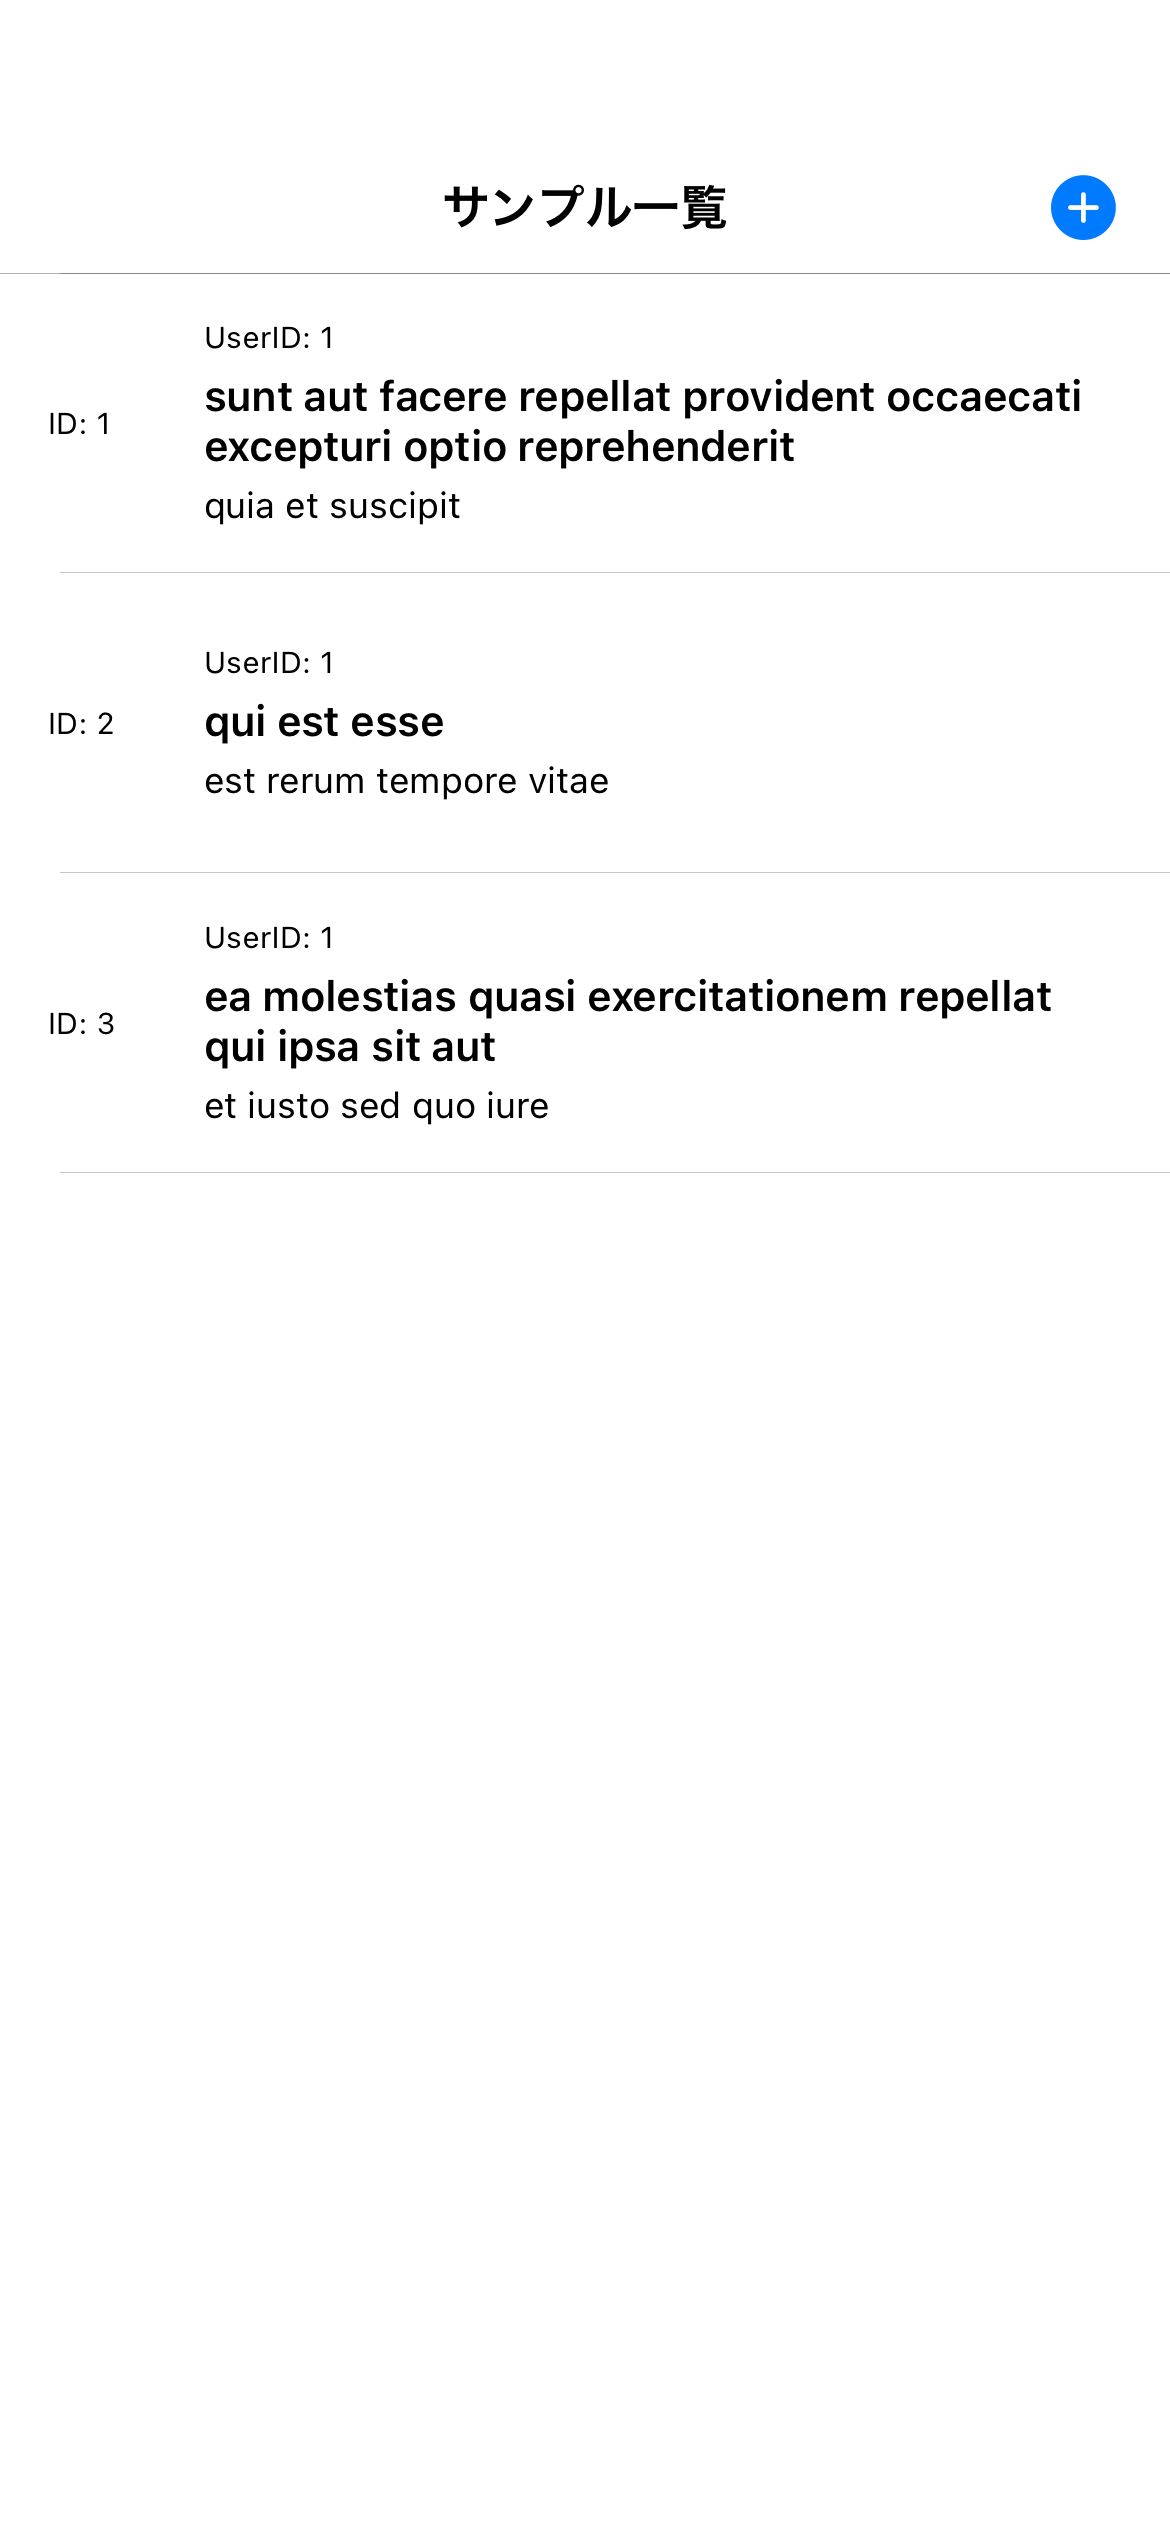 サンプル一覧
UserID: 1
ID: 1
sunt aut facere repellat provident occaecati
excepturi optio reprehenderit
quia et suscipit
UserID: 1
ID: 2
qui est esse
est rerum tempore vitae
UserID: 1
ID: 3
ea molestias quasi exercitationem repellat
qui ipsa sit aut
et iusto sed quo iure